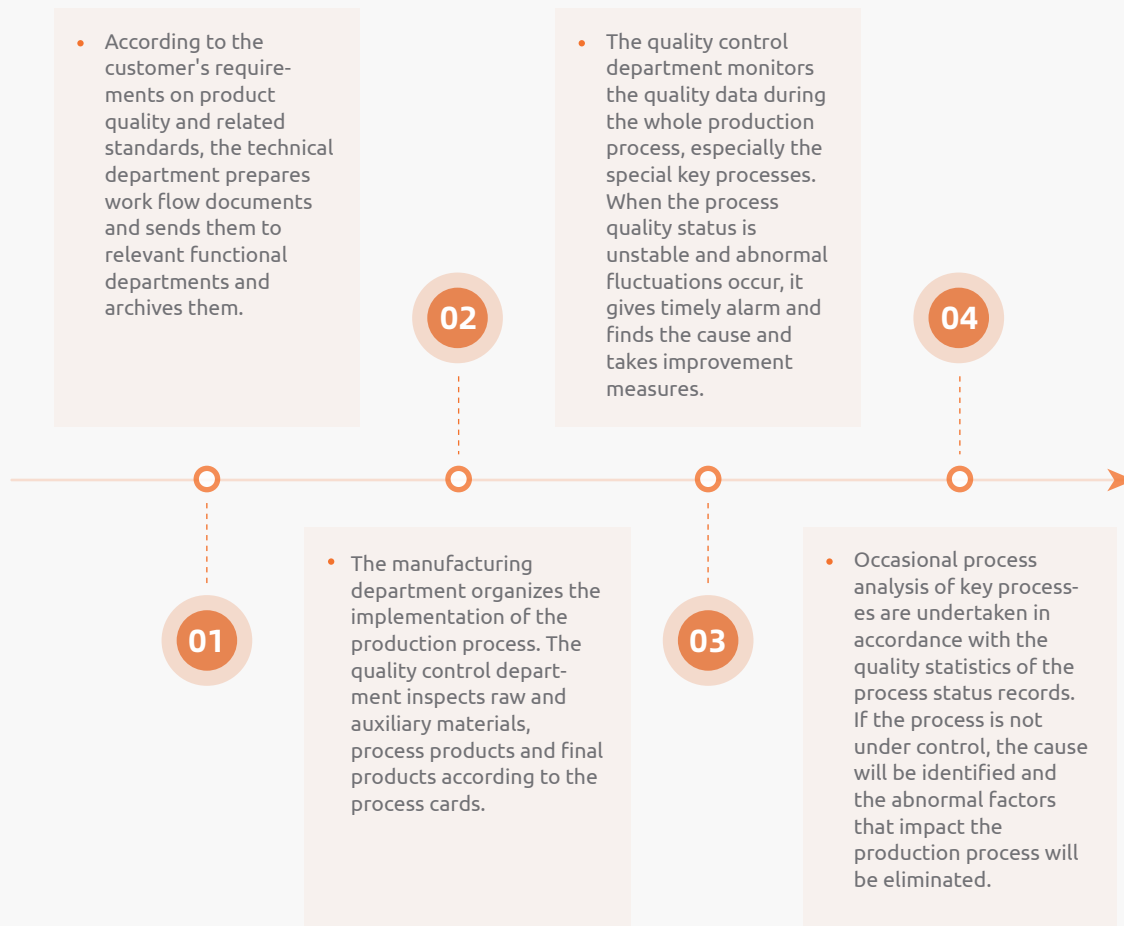 According to the
customer's require-
ments on product
quality and related
standards, the technical
department prepares
work flow documents
and sends them to
relevant functional
departments and
archives them.
01
02
The manufacturing
department organizes the
implementation of the
production process. The
quality control depart-
ment inspects raw and
auxiliary materials,
process products and final
products according to the
process cards.
The quality control
department monitors
the quality data during
the whole production
process, especially the
special key processes.
When the process
quality status is
unstable and abnormal
fluctuations occur, it
gives timely alarm and
finds the cause and
takes improvement
measures.
03
04
Occasional process
analysis of key process-
es are undertaken in
accordance with the
quality statistics of the
process status records.
If the process is not
under control, the cause
will be identified and
the abnormal factors
that impact the
production process will
be eliminated.